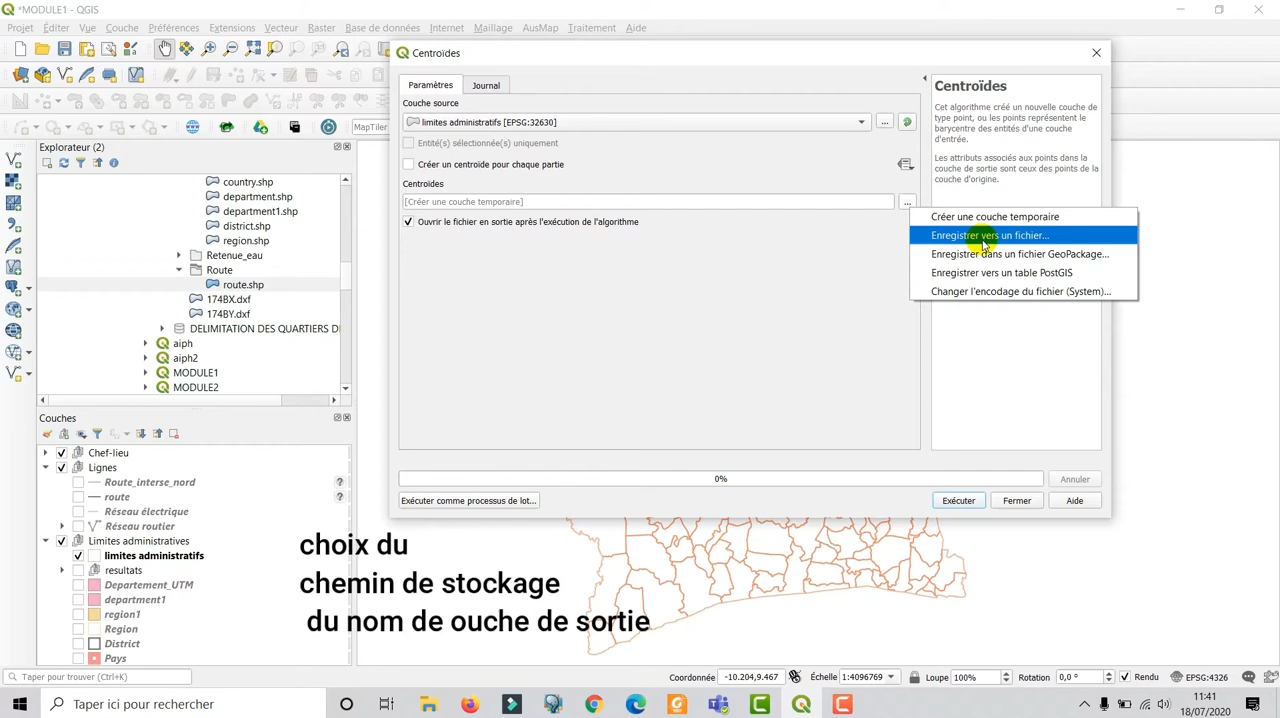 *MODULE1 - QGIS
Projet Éditer Vue Couche Préférences Extensions Vecteur Raster Base de données Internet Maillage AusMap Traitement Aide
MapTiler
Explorateur (2)
country.shp
department.shp
department1.shp
district.shp
region.shp
Retenue_eau
Route
route.shp
174BX.dxf
174BY.dxf
DELIMITATION DES QUARTIERS D
aiph
aiph2
MODULE1
MODULE2
Couches
Chef-lieu
Lignes
Route_interse_nord ?
route ?
Réseau électrique
Réseau routier
Limites administratives
limites administratifs
resultats
Departement_UTM
department1
region1
Region
District
Pays
Centroïdes
Paramètres Journal
Couche source
limites administratifs [EPSG:32630] ...
Entité(s) sélectionnée(s) uniquement
Créer un centroïde pour chaque partie
Centroïdes
[Créer une couche temporaire] ...
Ouvrir le fichier en sortie après l'exécution de l'algorithme
Centroïdes
Cet algorithme créé un nouvelle couche de
type point, ou les points représentent le
barycentre des entités d'une couche
d'entrée.
Les attributs associés aux points dans la
couche de sortie sont ceux des points de la
couche d'origine.
Créer une couche temporaire
Enregistrer vers un fichier...
Enregistrer dans un fichier GeoPackage...
Enregistrer vers un table PostGIS
Changer l'encodage du fichier (System)...
0% Annuler
Exécuter comme processus de lot... Exécuter Fermer Aide
choix du
chemin de stockage
du nom de ouche de sortie
Taper pour trouver (Ctrl+K) Coordonnée -10.204,9.467 Échelle 1:4096769 Loupe 100% Rotation 0,0 ° Rendu EPSG:4326
Taper ici pour rechercher 11:41
18/07/2020